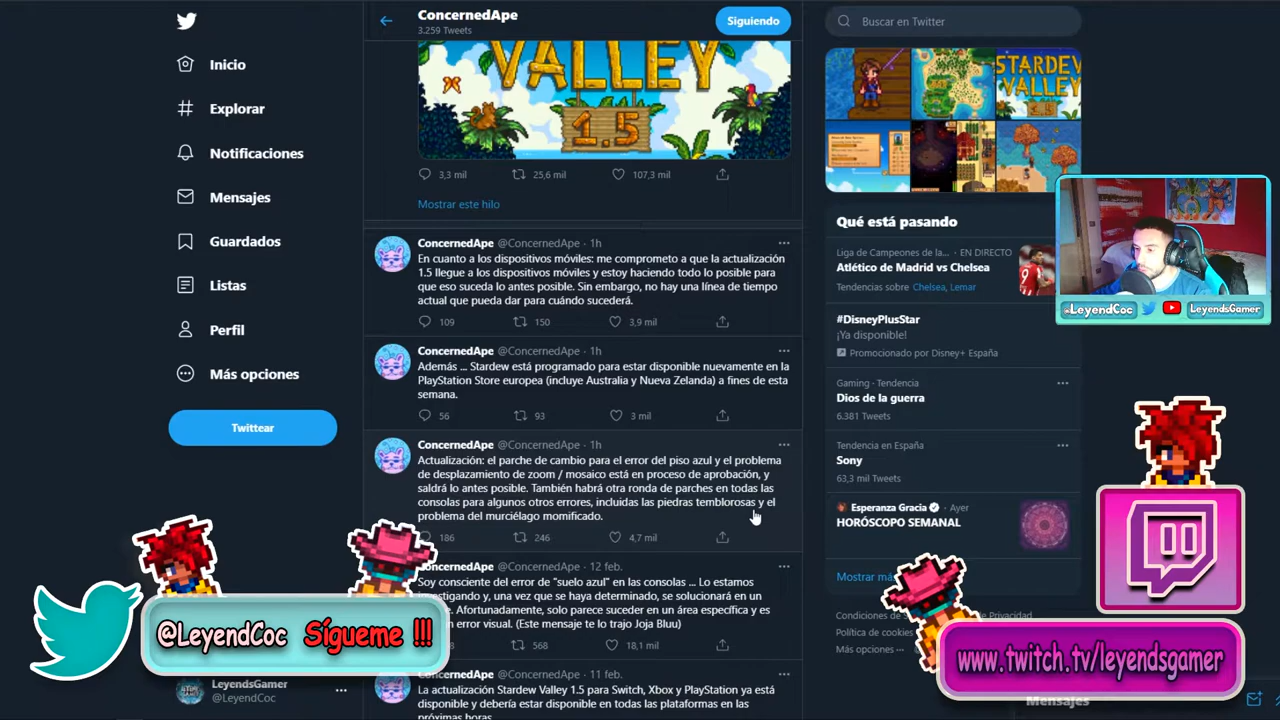 ConcernedApe
3.259 Tweets
Siguiendo
Buscar en Twitter
Inicio
Explorar
Notificaciones
Mensajes
Guardados
Listas
Perfil
Más opciones
Twittear
VALLEY
1.5
3,3 mil 25,6 mil 107,3 mil
Mostrar este hilo
ConcernedApe @ConcernedApe · 1h
En cuanto a los dispositivos móviles: me comprometo a que la actualización
1.5 llegue a los dispositivos móviles y estoy haciendo todo lo posible para
que eso suceda lo antes posible. Sin embargo, no hay una línea de tiempo
actual que pueda dar para cuándo sucederá.
109 150 3,9 mil
ConcernedApe @ConcernedApe · 1h
Además ... Stardew está programado para estar disponible nuevamente en la
PlayStation Store europea (incluye Australia y Nueva Zelanda) a fines de esta
semana.
56 93 3 mil
ConcernedApe @ConcernedApe · 1h
Actualización: el parche de cambio para el error del piso azul y el problema
de desplazamiento de zoom / mosaico está en proceso de aprobación, y
saldrá lo antes posible. También habrá otra ronda de parches en todas las
consolas para algunos otros errores, incluidas las piedras temblorosas y el
problema del murciélago momificado.
186 246 4,7 mil
ConcernedApe @ConcernedApe · 12 feb.
Soy consciente del error de "suelo azul" en las consolas ... Lo estamos
investigando y, una vez que se haya determinado, se solucionará en un
Afortunadamente, solo parece suceder en un área específica y es
n error visual. (Este mensaje te lo trajo Joja Bluu)
568 18,1 mil
ConcernedApe @ConcernedApe · 11 feb.
La actualización Stardew Valley 1.5 para Switch, Xbox y PlayStation ya está
disponible y debería estar disponible en todas las plataformas en las
próximas horas.
STARDEW
VALLEY
1.5
Qué está pasando
Liga de Campeones de la... · EN DIRECTO
Atlético de Madrid vs Chelsea
Tendencias sobre Chelsea, Lemar
#DisneyPlusStar
¡Ya disponible!
Promocionado por Disney+ España
Gaming · Tendencia
Dios de la guerra
6.381 Tweets
Tendencia en España
Sony
63,3 mil Tweets
Esperanza Gracia · Ayer
HORÓSCOPO SEMANAL
Mostrar má
Condiciones de S
e Privacidad
Política de cookies
Más opciones
Mensajes
@LeyendCoc
LeyendsGamer
@LeyendCoc Sígueme !!!
LeyendsGamer
@LeyendCoc
www.twitch.tv/leyendsgamer